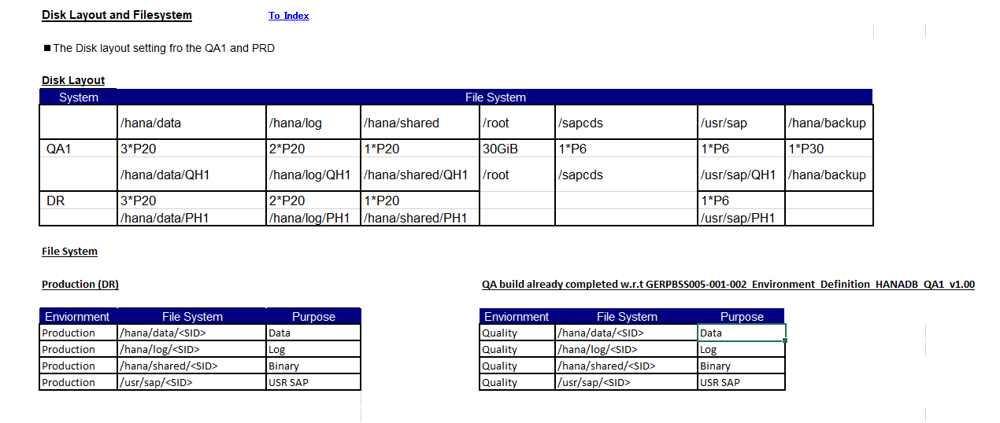 Disk Layout and Filesystem To Index
■ The Disk layout setting fro the QA1 and PRD
Disk Layout
System File System
/hana/data /hana/log /hana/shared /root /sapcds /usr/sap /hana/backup
QA1 3*P20 2*P20 1*P20 30GiB 1*P6 1*P6 1*P30
/hana/data/QH1 /hana/log/QH1 /hana/shared/QH1 /root /sapcds /usr/sap/QH1 /hana/backup
DR 3*P20 2*P20 1*P20 1*P6
/hana/data/PH1 /hana/log/PH1 /hana/shared/PH1 /usr/sap/PH1
File System
Production (DR) QA build already completed w.r.t GERPBSS005-001-002_Environment_Definition_HANADB_QA1_v1.00
Enviornment File System Purpose Enviornment File System Purpose
Production /hana/data/<SID> Data Quality /hana/data/<SID> Data
Production /hana/log/<SID> Log Quality /hana/log/<SID> Log
Production /hana/shared/<SID> Binary Quality /hana/shared/<SID> Binary
Production /usr/sap/<SID> USR SAP Quality /usr/sap/<SID> USR SAP